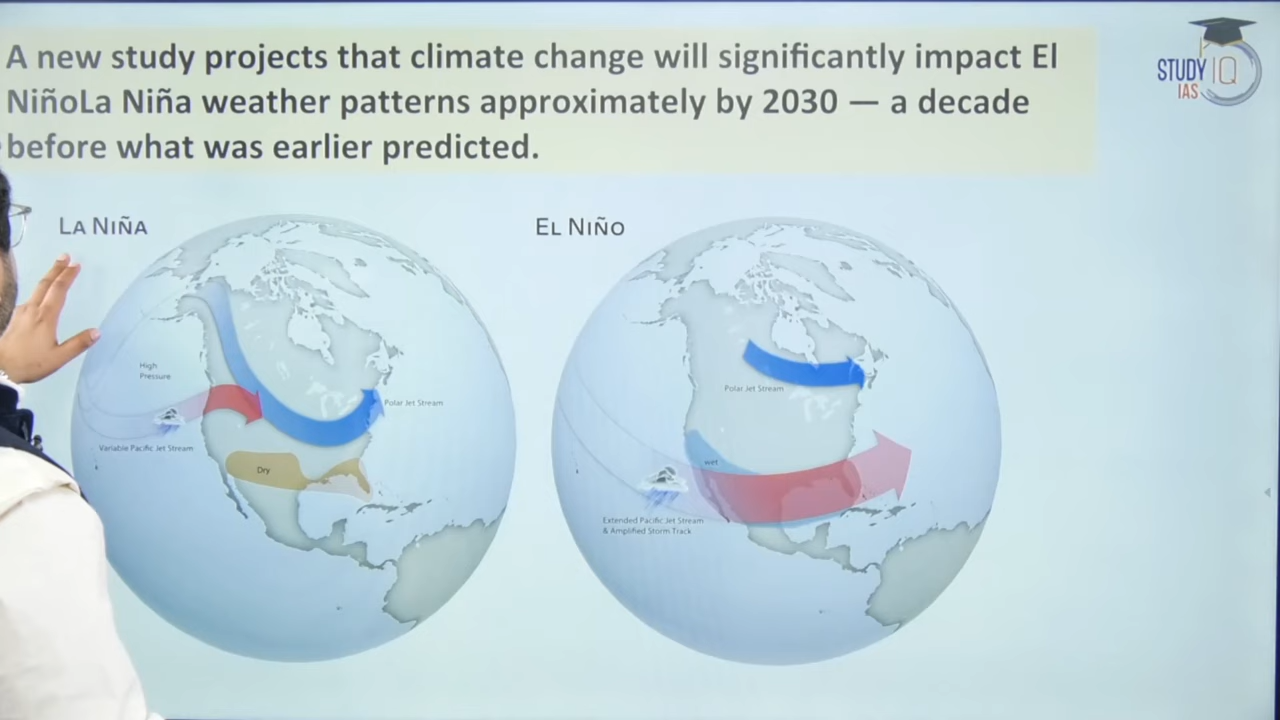 A new study projects that climate change will significantly impact El
NiñoLa Niña weather patterns approximately by 2030 — a decade
before what was earlier predicted.
STUDY IQ
IAS
LA NIÑA
High
Pressure
Variable Pacific Jet Stream
Polar Jet Stream
Dry
EL NIÑO
Polar Jet Stream
wet
Extended Pacific Jet Stream
& Amplified Storm Track